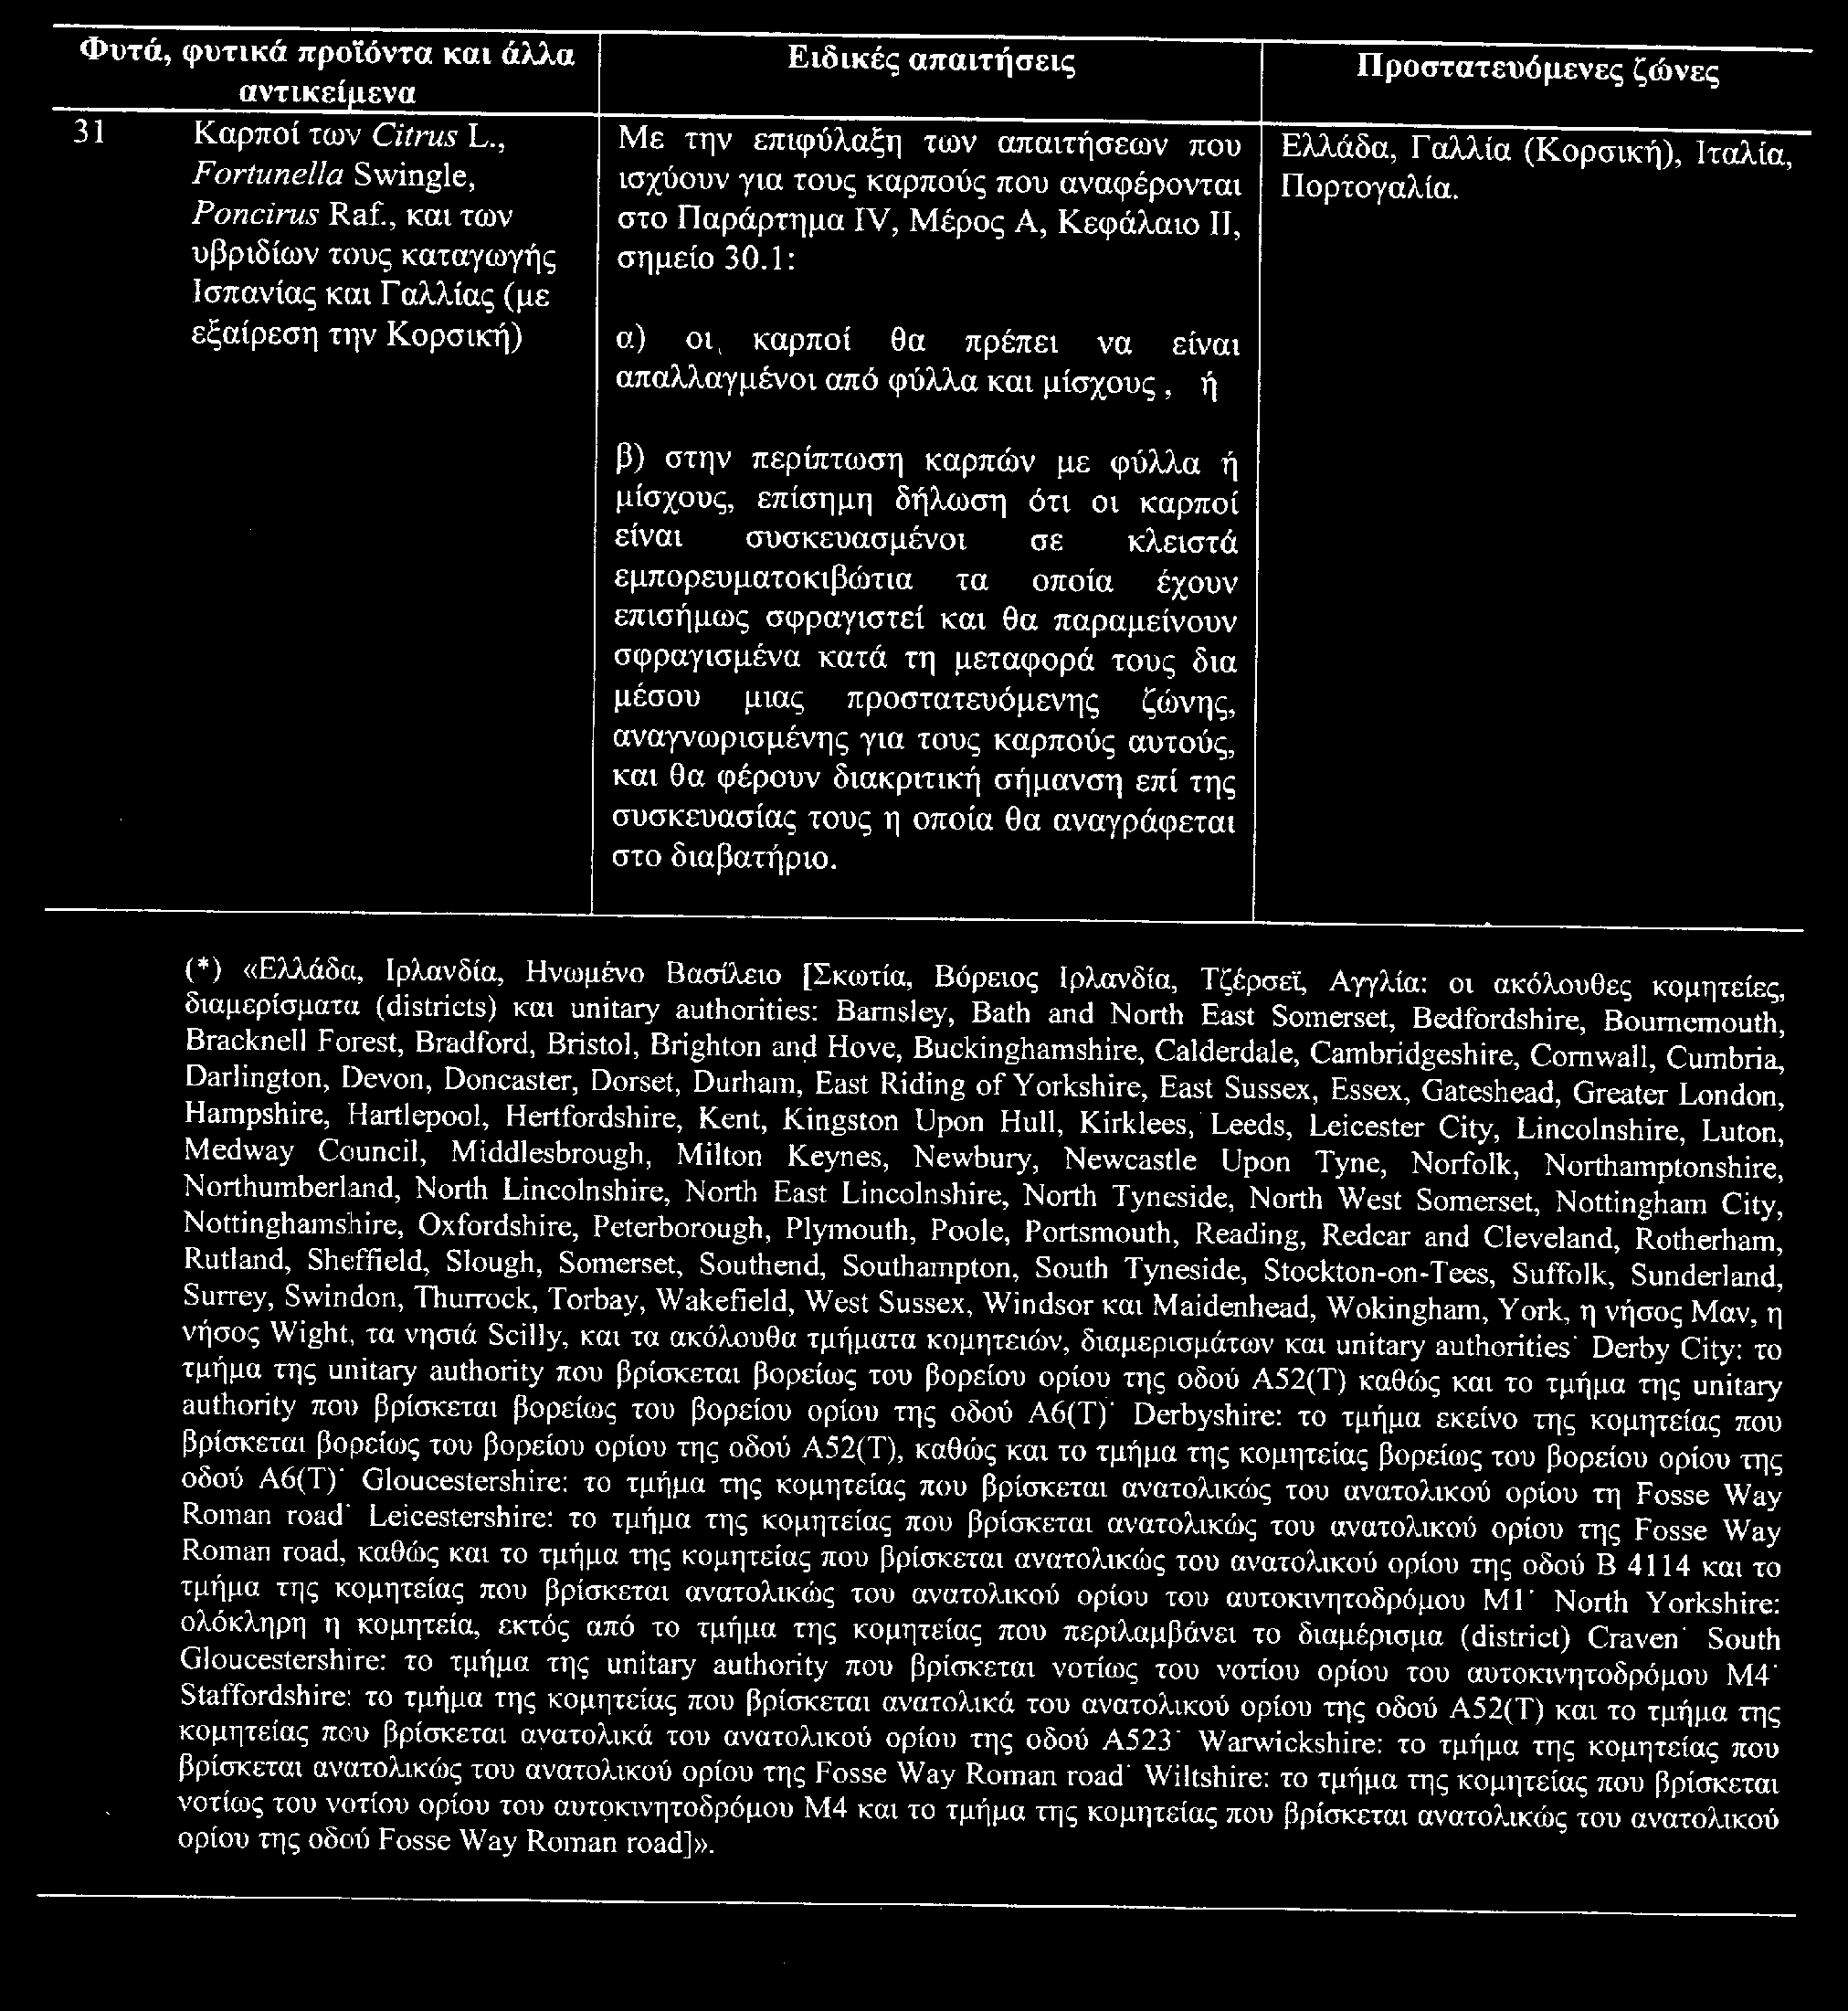 Φυτά, φυτικά προϊόντα και άλλα
αντικείμενα
Ειδικές απαιτήσεις
Προστατευόμενες ζώνες
31 Καρποί των Citrus L.,
Fortunella Swingle,
Poncirus Raf., και των
υβριδίων τους καταγωγής
Ισπανίας και Γαλλίας (με
εξαίρεση την Κορσική)
Με την επιφύλαξη των απαιτήσεων που
ισχύουν για τους καρπούς που αναφέρονται
στο Παράρτημα IV, Μέρος Α, Κεφάλαιο ΙΙ,
σημείο 30.1:
α) οι καρποί θα πρέπει να είναι
απαλλαγμένοι από φύλλα και μίσχους, ή
β) στην περίπτωση καρπών με φύλλα ή
μίσχους, επίσημη δήλωση ότι οι καρποί
είναι συσκευασμένοι σε κλειστά
εμπορευματοκιβώτια τα οποία έχουν
επισήμως σφραγιστεί και θα παραμείνουν
σφραγισμένα κατά τη μεταφορά τους δια
μέσου μιας προστατευόμενης ζώνης,
αναγνωρισμένης για τους καρπούς αυτούς,
και θα φέρουν διακριτική σήμανση επί της
συσκευασίας τους η οποία θα αναγράφεται
στο διαβατήριο.
Ελλάδα, Γαλλία (Κορσική), Ιταλία,
Πορτογαλία.
(*) «Ελλάδα, Ιρλανδία, Ηνωμένο Βασίλειο [Σκωτία, Βόρειος Ιρλανδία, Τζέρσεϊ, Αγγλία: οι ακόλουθες κομητείες,
διαμερίσματα (districts) και unitary authorities: Barnsley, Bath and North East Somerset, Bedfordshire, Bournemouth,
Bracknell Forest, Bradford, Bristol, Brighton and Hove, Buckinghamshire, Calderdale, Cambridgeshire, Cornwall, Cumbria,
Darlington, Devon, Doncaster, Dorset, Durham, East Riding of Yorkshire, East Sussex, Essex, Gateshead, Greater London,
Hampshire, Hartlepool, Hertfordshire, Kent, Kingston Upon Hull, Kirklees, Leeds, Leicester City, Lincolnshire, Luton,
Medway Council, Middlesbrough, Milton Keynes, Newbury, Newcastle Upon Tyne, Norfolk, Northamptonshire,
Northumberland, North Lincolnshire, North East Lincolnshire, North Tyneside, North West Somerset, Nottingham City,
Nottinghamshire, Oxfordshire, Peterborough, Plymouth, Poole, Portsmouth, Reading, Redcar and Cleveland, Rotherham,
Rutland, Sheffield, Slough, Somerset, Southend, Southampton, South Tyneside, Stockton-on-Tees, Suffolk, Sunderland,
Surrey, Swindon, Thurrock, Torbay, Wakefield, West Sussex, Windsor και Maidenhead, Wokingham, York, η νήσος Μαν, η
νήσος Wight, τα νησιά Scilly, και τα ακόλουθα τμήματα κομητειών, διαμερισμάτων και unitary authorities˙ Derby City: το
τμήμα της unitary authority που βρίσκεται βορείως του βορείου ορίου της οδού A52(T) καθώς και το τμήμα της unitary
authority που βρίσκεται βορείως του βορείου ορίου της οδού A6(T)˙ Derbyshire: το τμήμα εκείνο της κομητείας που
βρίσκεται βορείως του βορείου ορίου της οδού A52(T), καθώς και το τμήμα της κομητείας βορείως του βορείου ορίου της
οδού A6(T)˙ Gloucestershire: το τμήμα της κομητείας που βρίσκεται ανατολικώς του ανατολικού ορίου τη Fosse Way
Roman road˙ Leicestershire: το τμήμα της κομητείας που βρίσκεται ανατολικώς του ανατολικού ορίου της Fosse Way
Roman road, καθώς και το τμήμα της κομητείας που βρίσκεται ανατολικώς του ανατολικού ορίου της οδού B 4114 και το
τμήμα της κομητείας που βρίσκεται ανατολικώς του ανατολικού ορίου του αυτοκινητοδρόμου M1˙ North Yorkshire:
ολόκληρη η κομητεία, εκτός από το τμήμα της κομητείας που περιλαμβάνει το διαμέρισμα (district) Craven˙ South
Gloucestershire: το τμήμα της unitary authority που βρίσκεται νοτίως του νοτίου ορίου του αυτοκινητοδρόμου M4˙
Staffordshire: το τμήμα της κομητείας που βρίσκεται ανατολικά του ανατολικού ορίου της οδού A52(T) και το τμήμα της
κομητείας που βρίσκεται ανατολικά του ανατολικού ορίου της οδού A523˙ Warwickshire: το τμήμα της κομητείας που
βρίσκεται ανατολικώς του ανατολικού ορίου της Fosse Way Roman road˙ Wiltshire: το τμήμα της κομητείας που βρίσκεται
νοτίως του νοτίου ορίου του αυτοκινητοδρόμου M4 και το τμήμα της κομητείας που βρίσκεται ανατολικώς του ανατολικού
ορίου της οδού Fosse Way Roman road]».